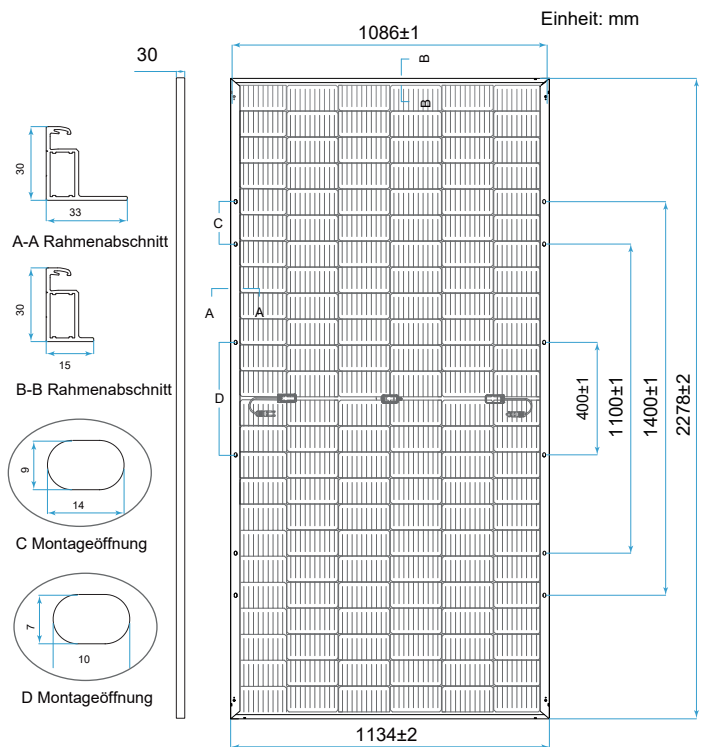 Einheit: mm
1086±1
30
B
B
30
33
A-A Rahmenabschnitt
C
A
A
30
15
B-B Rahmenabschnitt
D
400±1
1100±1
1400±1
2278±2
9
14
C Montageöffnung
7
10
D Montageöffnung
1134±2